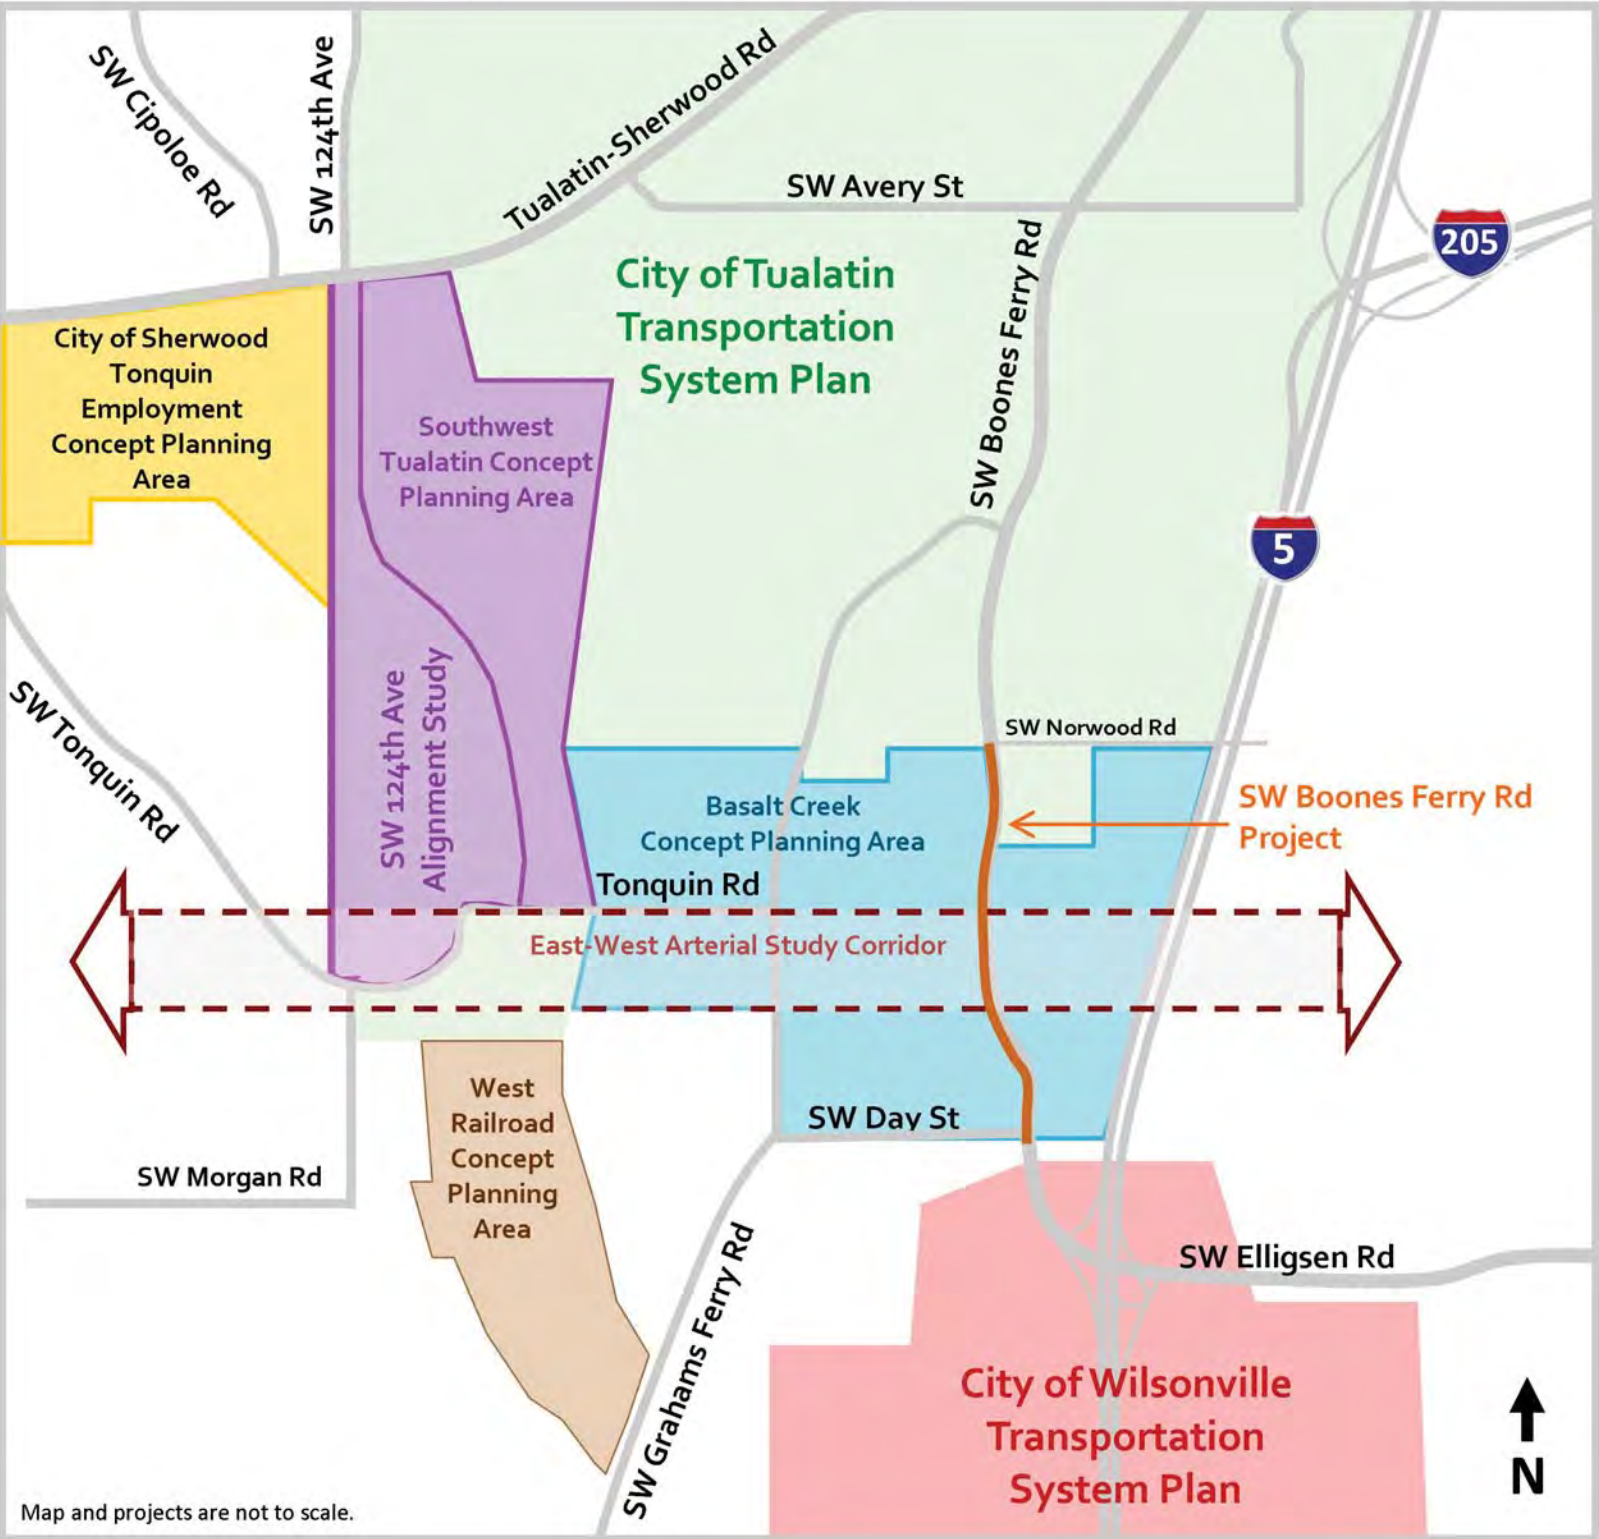 SW Cipoloe Rd
SW 124th Ave
Tualatin-Sherwood Rd
SW Avery St
205
City of Tualatin
Transportation
System Plan
SW Boones Ferry Rd
City of Sherwood
Tonquin
Employment
Concept Planning
Area
Southwest
Tualatin Concept
Planning Area
5
SW 124th Ave
Alignment Study
SW Tonquin Rd
SW Norwood Rd
Basalt Creek
Concept Planning Area
SW Boones Ferry Rd
Project
Tonquin Rd
East-West Arterial Study Corridor
West
Railroad
Concept
Planning
Area
SW Day St
SW Morgan Rd
SW Grahams Ferry Rd
SW Elligsen Rd
City of Wilsonville
Transportation
System Plan
N
Map and projects are not to scale.